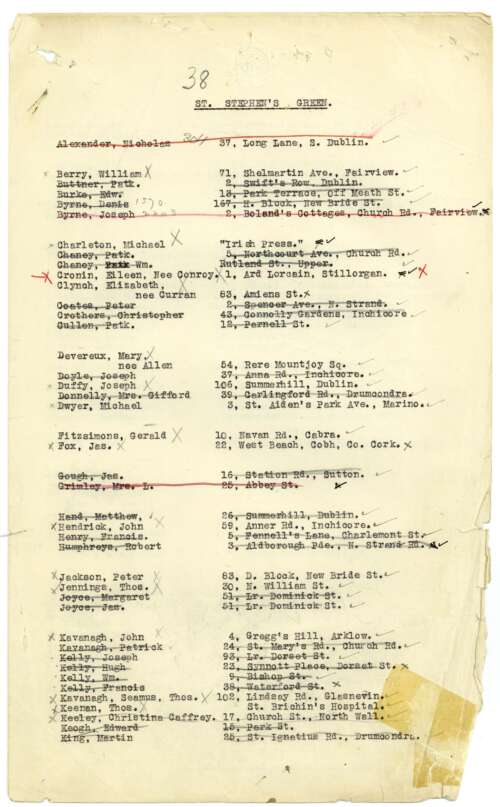 38
ST. STEPHEN'S GREEN.
Alexander, Nicholas 37, Long Lane, S. Dublin.
Berry, William 71, Shelmartin Ave., Fairview.
Buttner, Patk. 2, Swift's Row, Dublin.
Burke, Edw. 13, Park Terrace, off Meath St.
Byrne, Denis 167, H. Block, New Bride St.
Byrne, Joseph 2, Boland's Cottages, Church Rd., Fairview.
Charleton, Michael "Irish Press."
Chaney, Patk. 5, Northcourt Ave., Church Rd.
Chaney, Wm. Rutland St., Upper.
Cronin, Eileen, Nee Conroy. 1, Ard Lorcain, Stillorgan.
Clynch, Elizabeth,
nee Curran 83, Amiens St.
Coates, Peter 2, Spencer Ave., N. Strand.
Crothers, Christopher 43, Connolly Gardens, Inchicore
Cullen, Patk. 12, Parnell St.
Devereux, Mary.
nee Allen 54, Rere Mountjoy Sq.
Doyle, Joseph 37, Anna Rd., Inchicore.
Duffy, Joseph 106, Summerhill, Dublin.
Donnelly, Mrs. Gifford 39, Carlingford Rd., Drumcondra.
Dwyer, Michael 3, St. Aiden's Park Ave., Marino.
Fitzsimons, Gerald 10, Navan Rd., Cabra.
Fox, Jas. 22, West Beach, Cobh, Co. Cork.
Gough, Jas. 16, Station Rd., Sutton.
Grimley, Mrs. L. 25, Abbey St.
Hand, Matthew. 26, Summerhill, Dublin.
Hendrick, John 59, Anner Rd., Inchicore.
Henry, Francis. 5, Fennell's Lane, Charlemont St.
Humphreys, Robert 3, Aldborough Pde., N. Strand Rd.
Jackson, Peter 83, D. Block, New Bride St.
Jennings, Thos. 30, N. William St.
Joyce, Margaret 51, Lr. Dominick St.
Joyce, Jas. 51, Lr. Dominick St.
Kavanagh, John 4, Gregg's Hill, Arklow.
Kavanagh, Patrick 24, St. Mary's Rd., Church Rd.
Kelly, Joseph 93, Lr. Dorset St.
Kelly, Hugh 23, Synnott Place, Dorset St.
Kelly, Wm. 9, Bishop St.
Kelly, Francis 38, Waterford St.
Kavanagh, Seamus, Thos. 102, Lindsay Rd., Glasnevin.
Keenan, Thos. St. Brichin's Hospital.
Keeley, Christina Caffrey. 17, Church St., North Wall.
Keogh, Edward 15, Park St.
King, Martin 25, St. Ignatius Rd., Drumcondra.